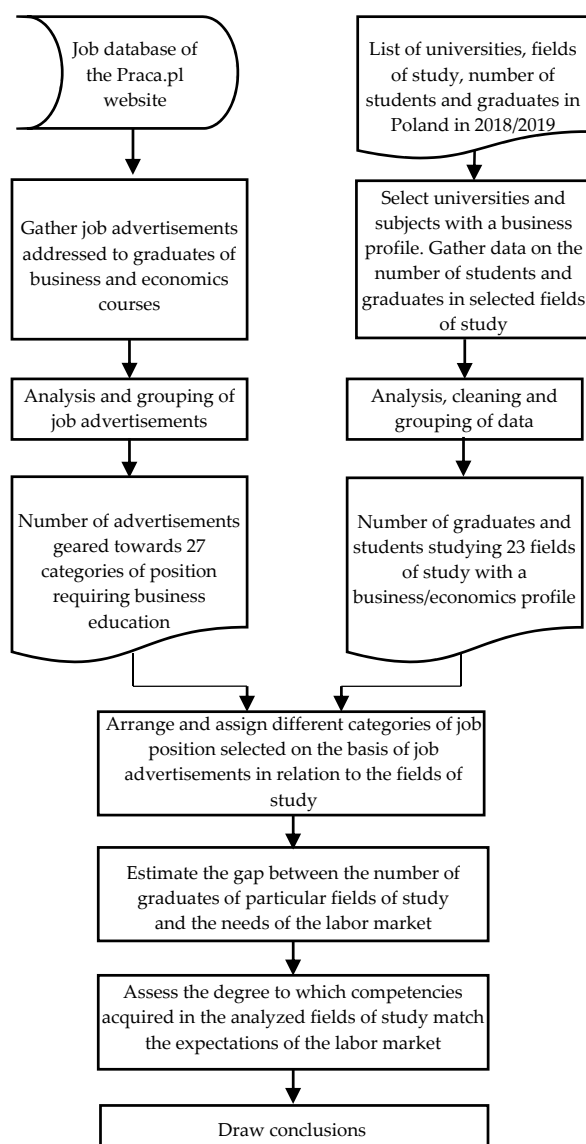 Job database of
the Praca.pl
website
List of universities, fields
of study, number of
students and graduates in
Poland in 2018/2019
Gather job advertisements
addressed to graduates of
business and economics
courses
Select universities and
subjects with a business
profile. Gather data on the
number of students and
graduates in selected fields
of study
Analysis and grouping of
job advertisements
Analysis, cleaning and
grouping of data
Number of advertisements
geared towards 27
categories of position
requiring business
education
Number of graduates and
students studying 23 fields
of study with a
business/economics profile
Arrange and assign different categories of job
position selected on the basis of job
advertisements in relation to the fields of
study
Estimate the gap between the number of
graduates of particular fields of study
and the needs of the labor market
Assess the degree to which competencies
acquired in the analyzed fields of study match
the expectations of the labor market
Draw conclusions